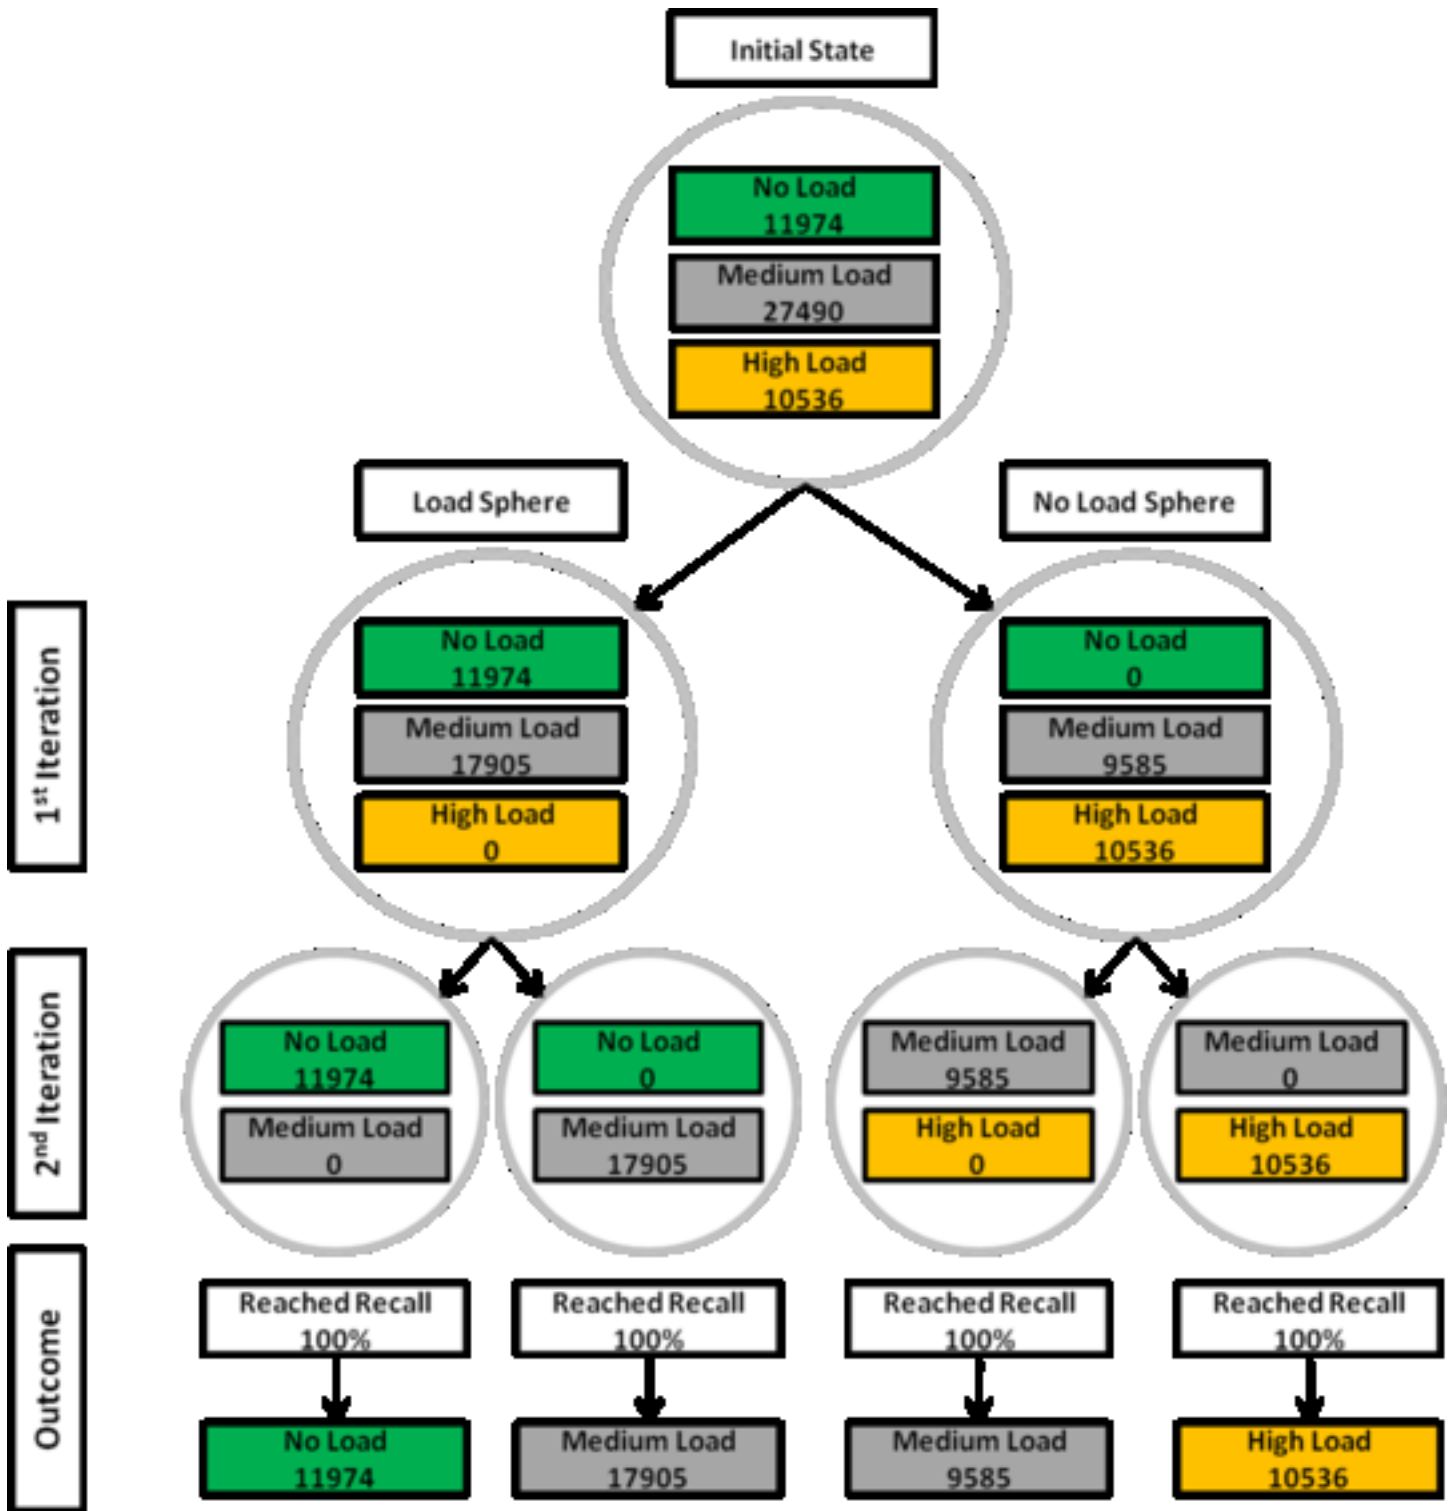 Initial State
No Load
11974
Medium Load
27490
High Load
10536
Load Sphere
No Load Sphere
1st Iteration
No Load
11974
Medium Load
17905
High Load
0
No Load
0
Medium Load
9585
High Load
10536
2nd Iteration
No Load
11974
Medium Load
0
No Load
0
Medium Load
17905
Medium Load
9585
High Load
0
Medium Load
0
High Load
10536
Outcome
Reached Recall
100%
Reached Recall
100%
Reached Recall
100%
Reached Recall
100%
No Load
11974
Medium Load
17905
Medium Load
9585
High Load
10536